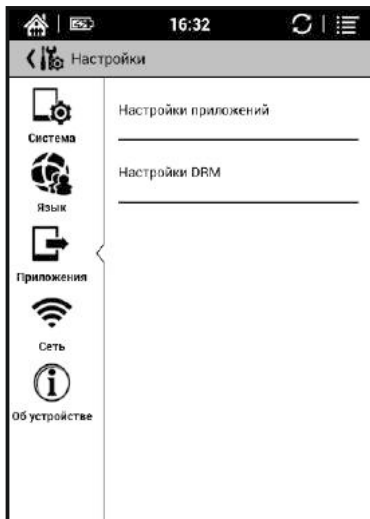 16:32
Настройки
Система
Язык
Приложения
Сеть
Об устройстве
Настройки приложений
Настройки DRM